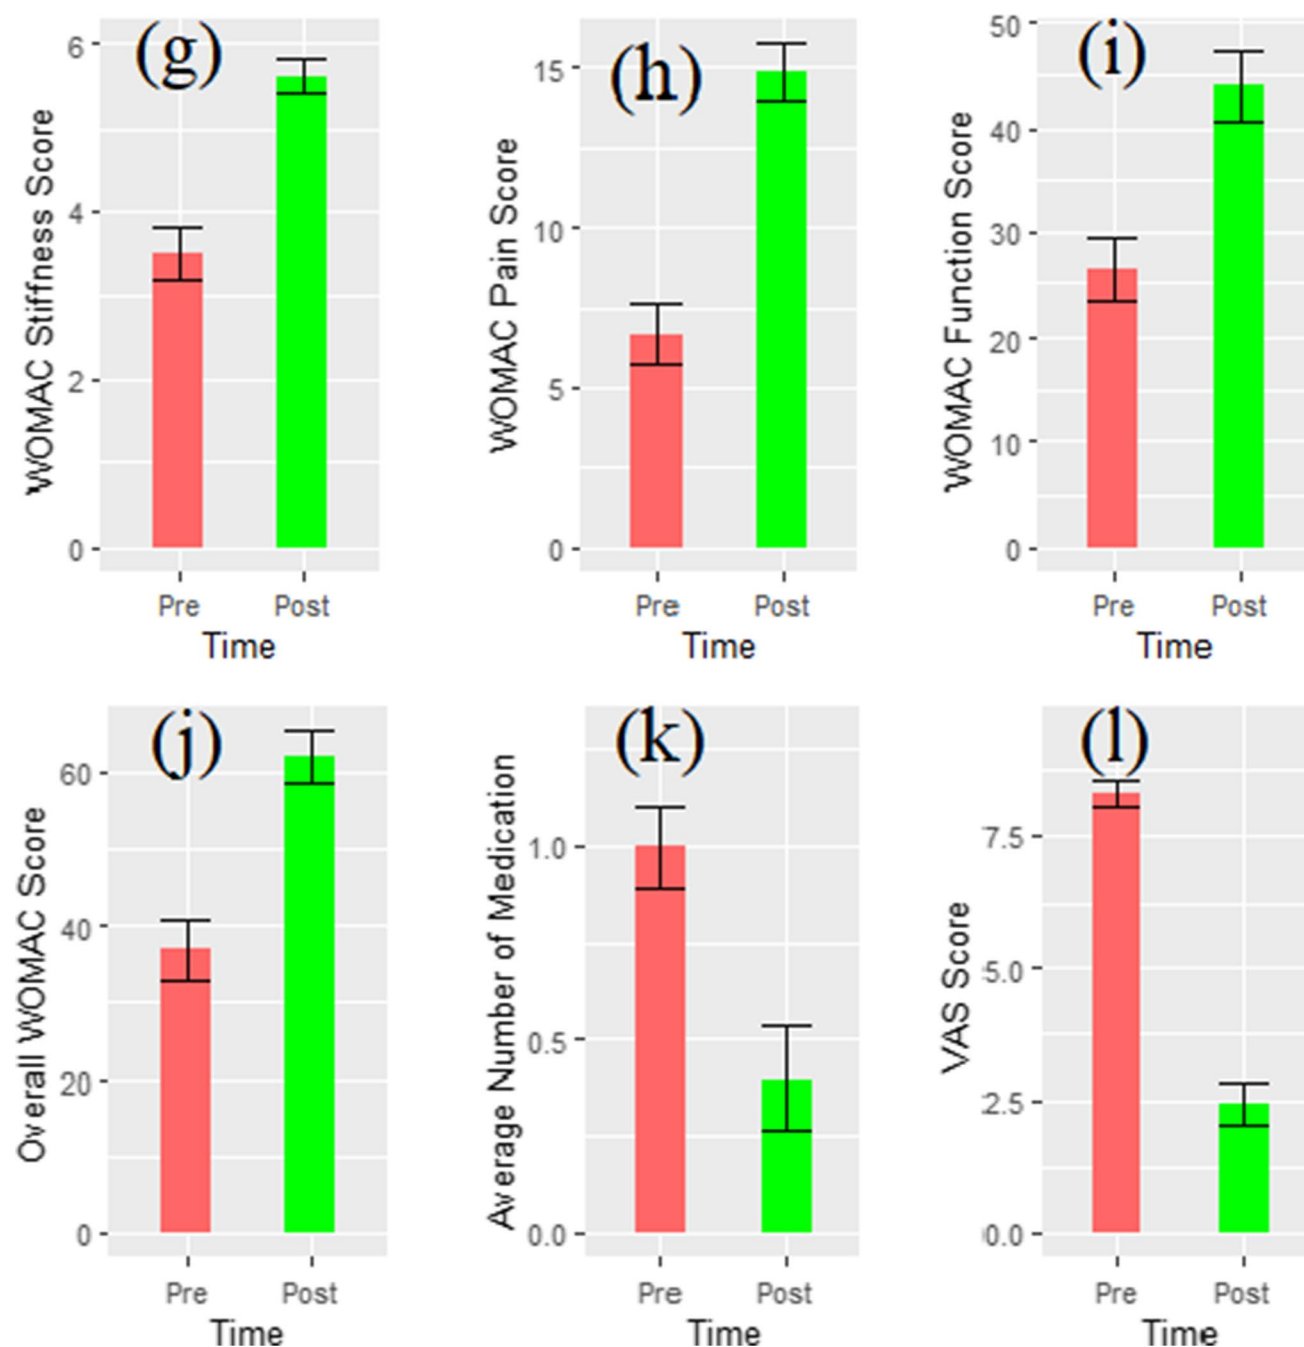 (g)
WOMAC Stiffness Score
6
4
2
0
Pre Post
Time
(h)
WOMAC Pain Score
15
10
5
0
Pre Post
Time
(i)
WOMAC Function Score
50
40
30
20
10
0
Pre Post
Time
(j)
Overall WOMAC Score
60
40
20
0
Pre Post
Time
(k)
Average Number of Medication
1.0
0.5
0.0
Pre Post
Time
(l)
VAS Score
7.5
5.0
2.5
0.0
Pre Post
Time